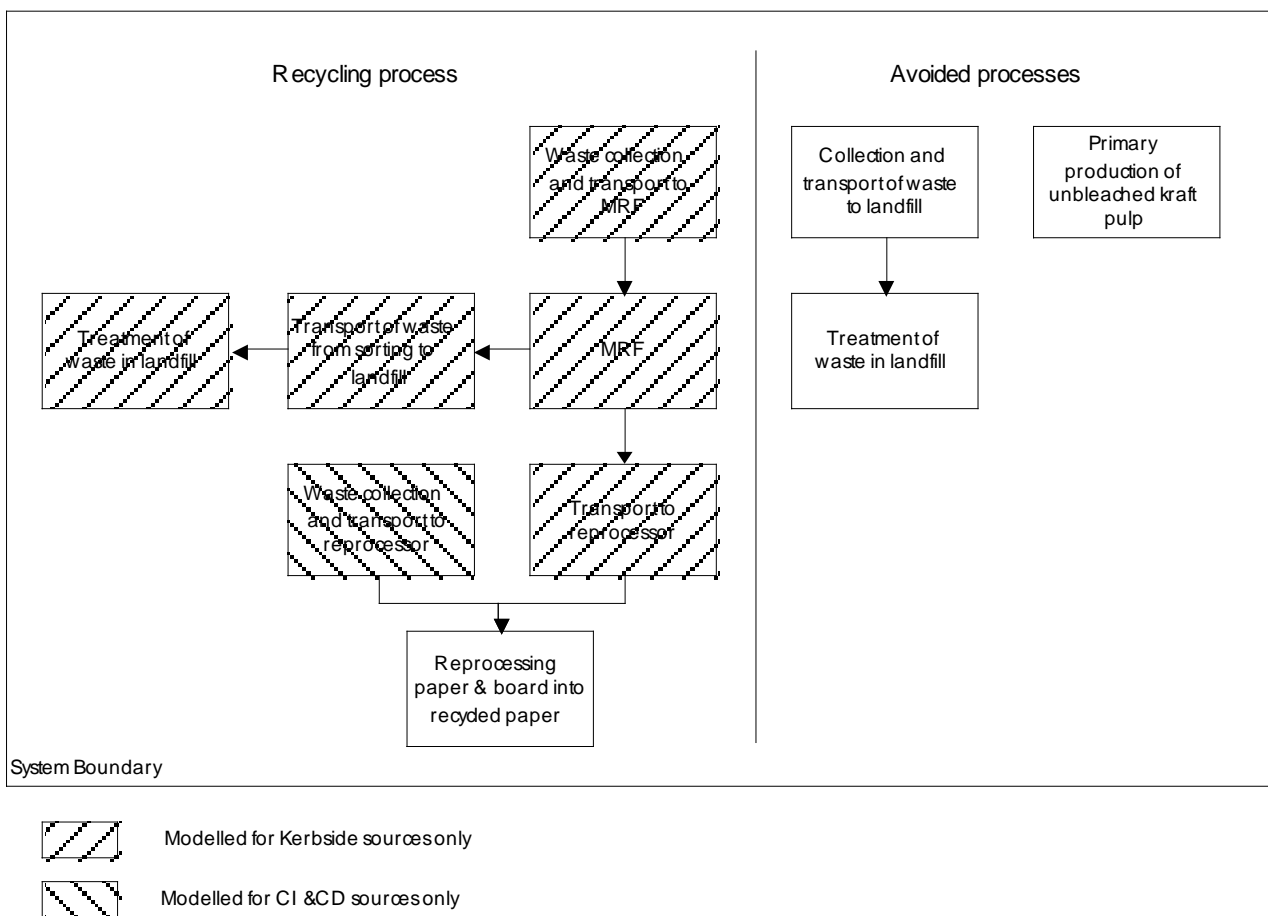 Recycling process
Avoided processes
Waste collection
and transport to
MRF
Collection and
transport of waste
to landfill
Primary
production of
unbleached kraft
pulp
Treatment of
waste in landfill
Transport of waste
from sorting to
landfill
MRF
Treatment of
waste in landfill
Waste collection
and transport to
reprocessor
Transport to
reprocessor
Reprocessing
paper & board into
recycled paper
System Boundary
Modelled for Kerbside sources only
Modelled for CI &CD sources only